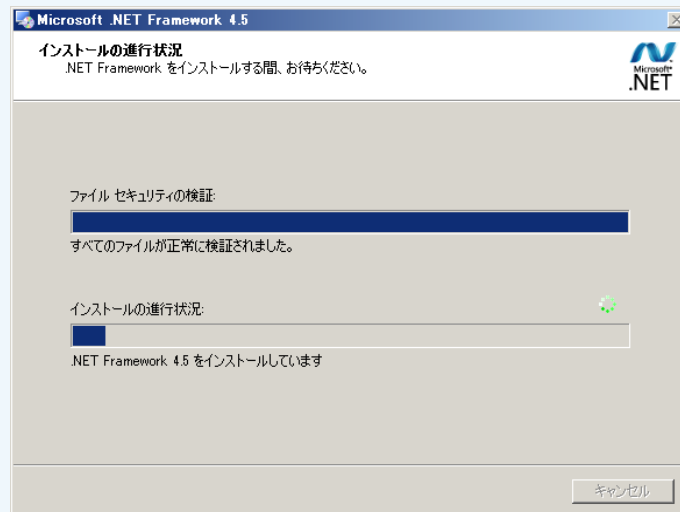 Microsoft .NET Framework 4.5
インストールの進行状況
.NET Framework をインストールする間、お待ちください。
Microsoft
.NET
ファイル セキュリティの検証:
すべてのファイルが正常に検証されました。
インストールの進行状況:
.NET Framework 4.5 をインストールしています
キャンセル